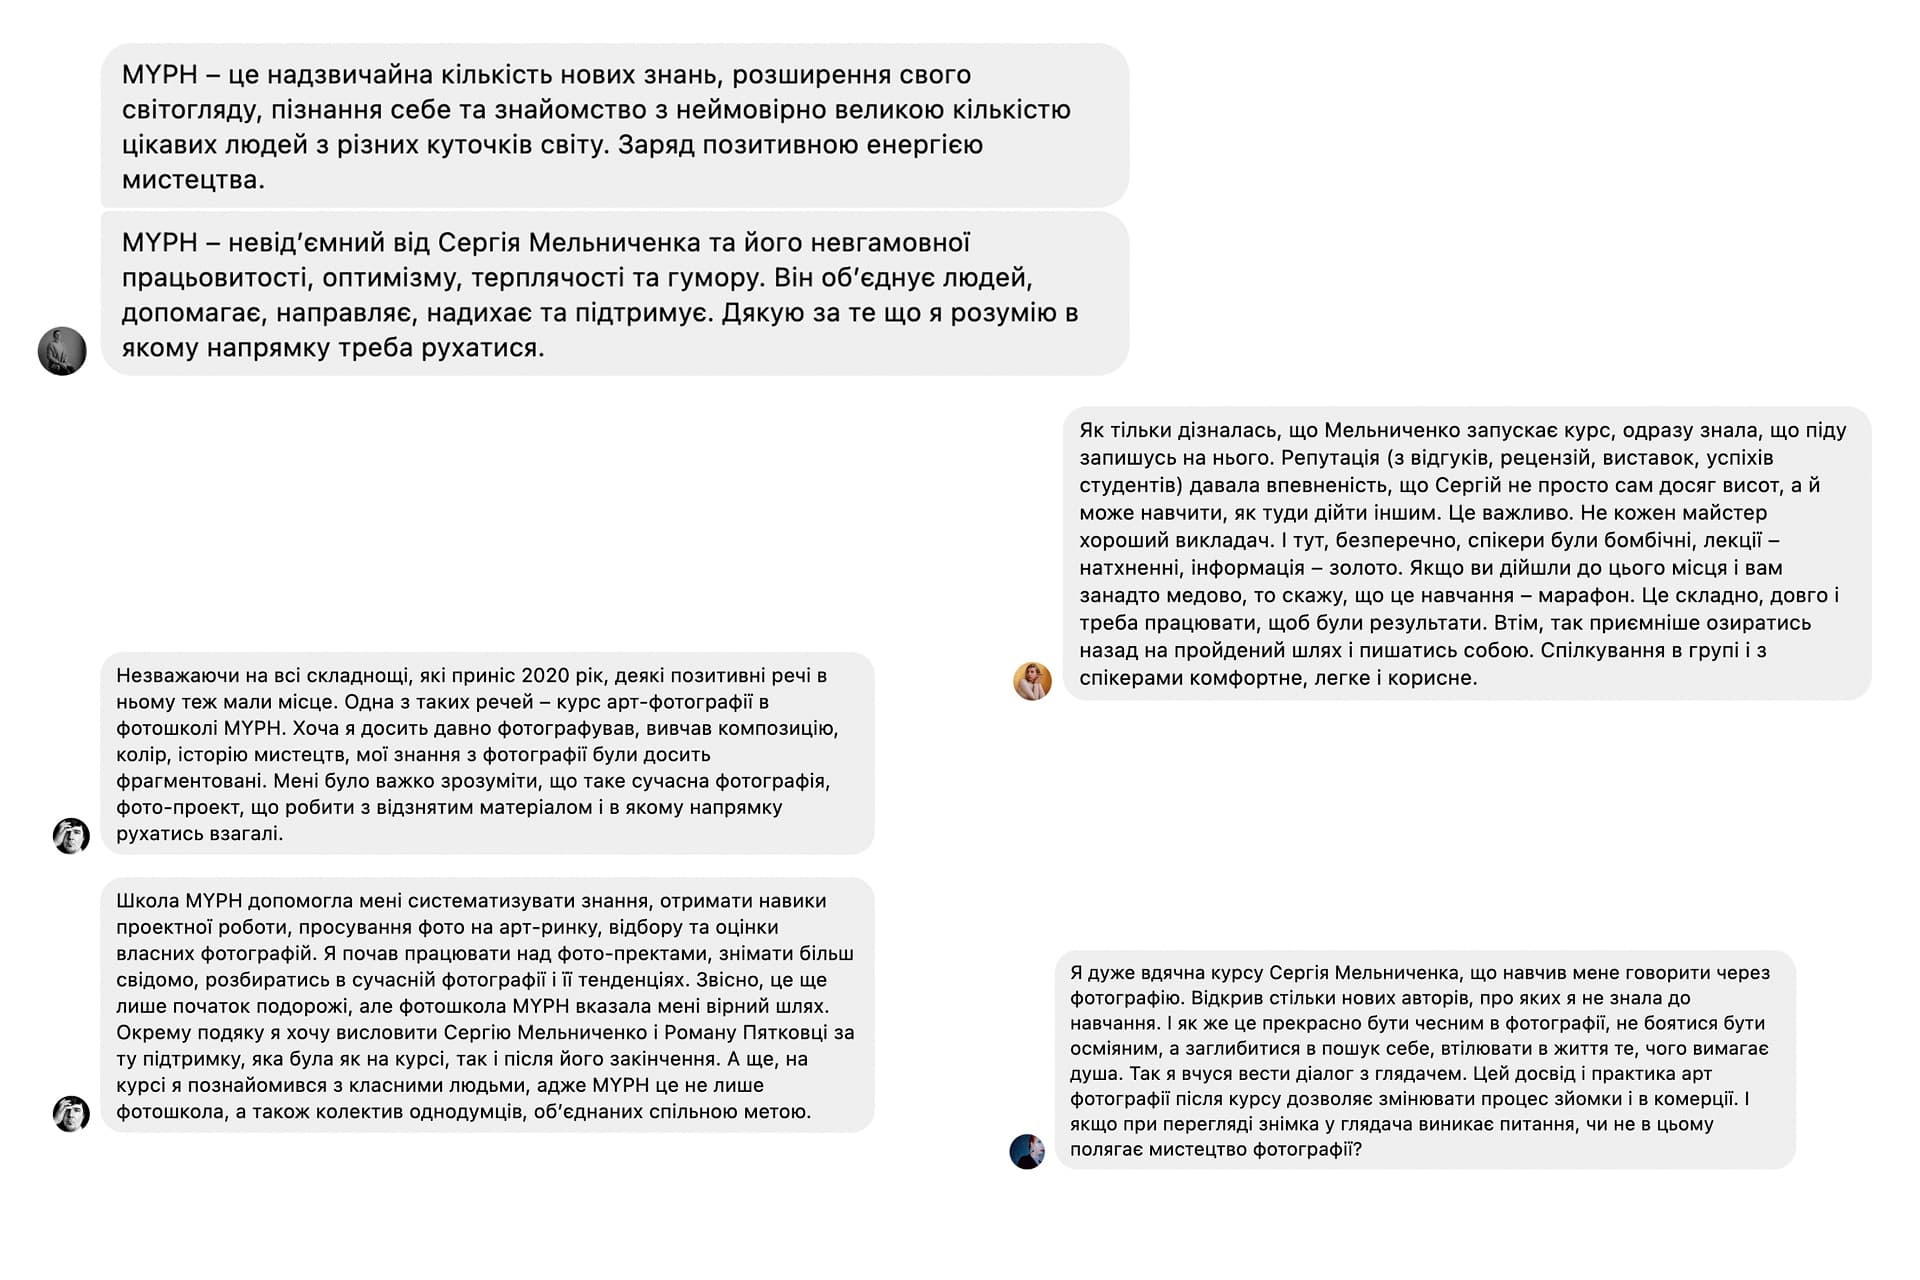 MYPH – це надзвичайна кількість нових знань, розширення свого
світогляду, пізнання себе та знайомство з неймовірно великою кількістю
цікавих людей з різних куточків світу. Заряд позитивною енергією
мистецтва.
MYPH – невід’ємний від Сергія Мельниченка та його невгамовної
працьовитості, оптимізму, терплячості та гумору. Він об’єднує людей,
допомагає, направляє, надихає та підтримує. Дякую за те що я розумію в
якому напрямку треба рухатися.
Як тільки дізналась, що Мельниченко запускає курс, одразу знала, що піду
запишусь на нього. Репутація (з відгуків, рецензій, виставок, успіхів
студентів) давала впевненість, що Сергій не просто сам досяг висот, а й
може навчити, як туди дійти іншим. Це важливо. Не кожен майстер
хороший викладач. І тут, безперечно, спікери були бомбічні, лекції –
натхненні, інформація – золото. Якщо ви дійшли до цього місця і вам
занадто медово, то скажу, що це навчання – марафон. Це складно, довго і
треба працювати, щоб були результати. Втім, так приємніше озиратись
назад на пройдений шлях і пишатись собою. Спілкування в групі і з
спікерами комфортне, легке і корисне.
Незважаючи на всі складнощі, які приніс 2020 рік, деякі позитивні речі в
ньому теж мали місце. Одна з таких речей – курс арт-фотографії в
фотошколі MYPH. Хоча я досить давно фотографував, вивчав композицію,
колір, історію мистецтв, мої знання з фотографії були досить
фрагментовані. Мені було важко зрозуміти, що таке сучасна фотографія,
фото-проект, що робити з відзнятим матеріалом і в якому напрямку
рухатись взагалі.
Школа MYPH допомогла мені систематизувати знання, отримати навики
проектної роботи, просування фото на арт-ринку, відбору та оцінки
власних фотографій. Я почав працювати над фото-пректами, знімати більш
свідомо, розбиратись в сучасній фотографії і її тенденціях. Звісно, це ще
лише початок подорожі, але фотошкола MYPH вказала мені вірний шлях.
Окрему подяку я хочу висловити Сергію Мельниченко і Роману Пятковці за
ту підтримку, яка була як на курсі, так і після його закінчення. А ще, на
курсі я познайомився з класними людьми, адже MYPH це не лише
фотошкола, а також колектив однодумців, об’єднаних спільною метою.
Я дуже вдячна курсу Сергія Мельниченка, що навчив мене говорити через
фотографію. Відкрив стільки нових авторів, про яких я не знала до
навчання. І як же це прекрасно бути чесним в фотографії, не боятися бути
осміяним, а заглибитися в пошук себе, втілювати в життя те, чого вимагає
душа. Так я вчуся вести діалог з глядачем. Цей досвід і практика арт
фотографії після курсу дозволяє змінювати процес зйомки і в комерції. І
якщо при перегляді знімка у глядача виникає питання, чи не в цьому
полягає мистецтво фотографії?